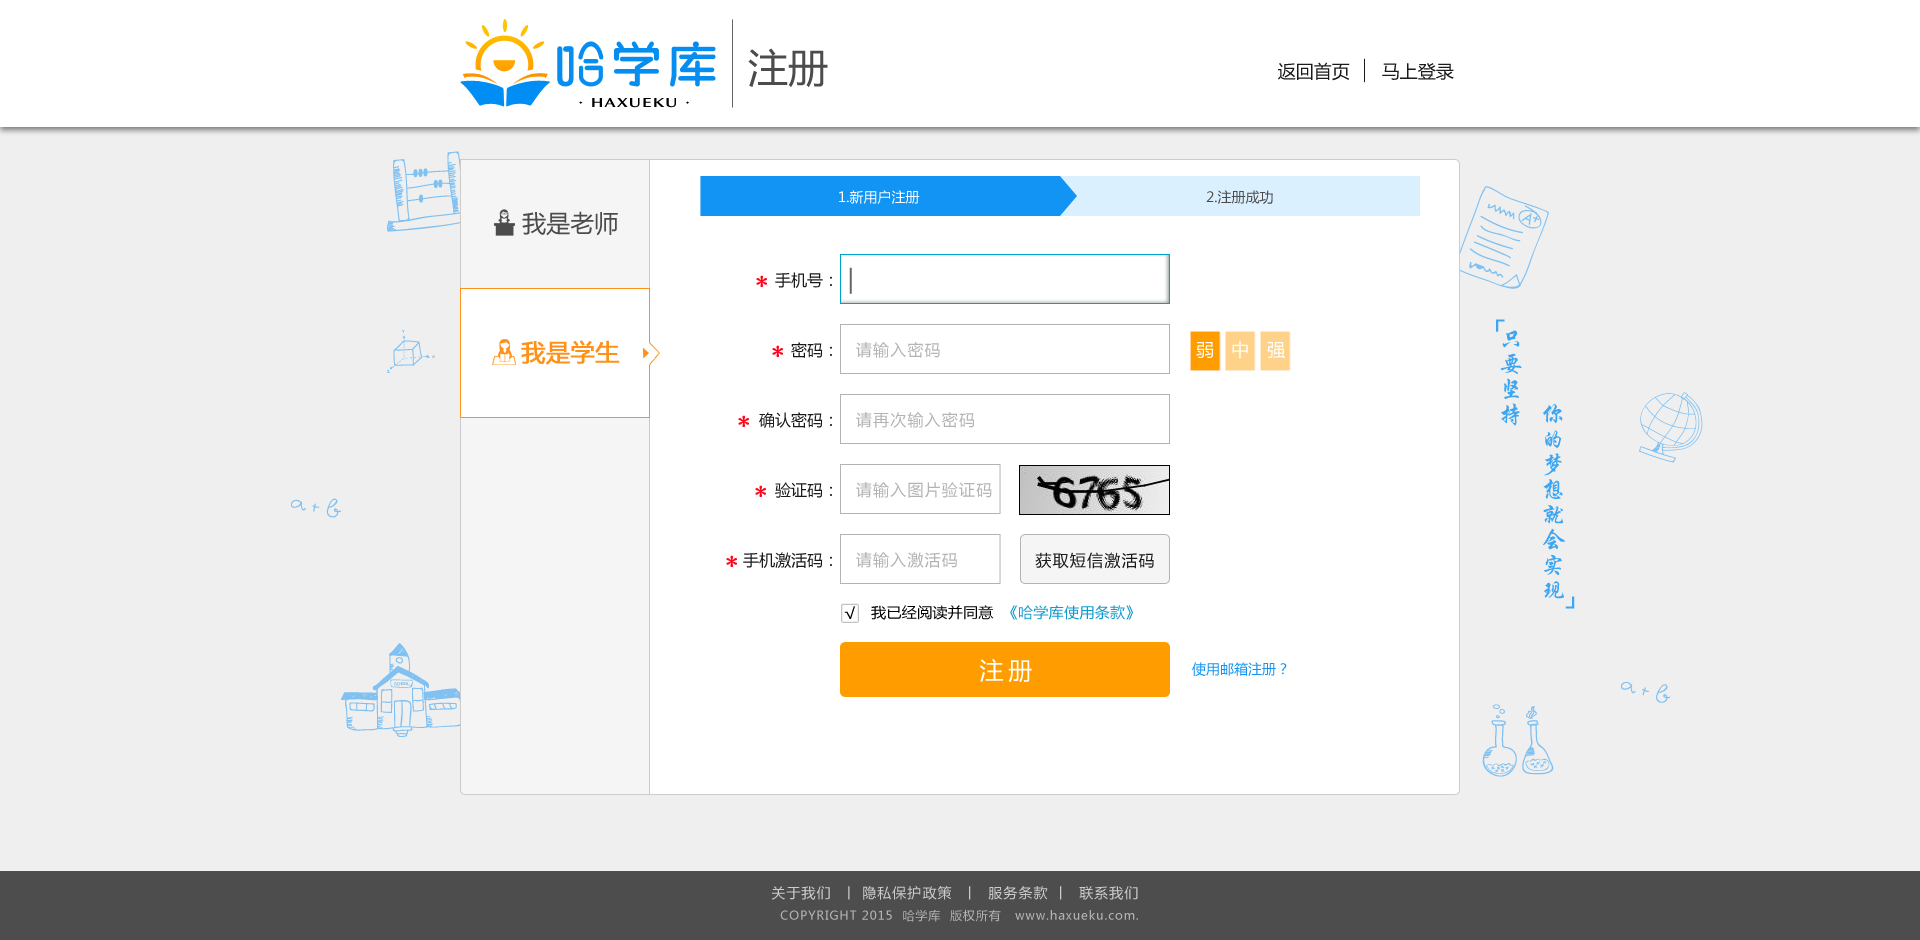 哈学库
· HAXUEKU ·
注册
返回首页 | 马上登录
我是老师
我是学生
1.新用户注册
2.注册成功
* 手机号：
* 密码： 请输入密码 弱 中 强
* 确认密码： 请再次输入密码
* 验证码： 请输入图片验证码 6765
* 手机激活码： 请输入激活码 获取短信激活码
√ 我已经阅读并同意 《哈学库使用条款》
注册 使用邮箱注册？
A+
「只要坚持
你的梦想就会实现」
a+b
SCHOOL
a+b
关于我们 | 隐私保护政策 | 服务条款 | 联系我们
COPYRIGHT 2015 哈学库 版权所有 www.haxueku.com.